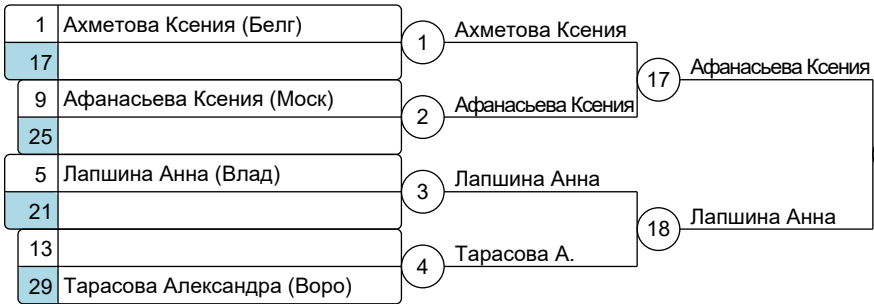 1 Ахметова Ксения (Белг)
17
9 Афанасьева Ксения (Моск)
25
5 Лапшина Анна (Влад)
21
13
29 Тарасова Александра (Воро)
1 Ахметова Ксения
2 Афанасьева Ксения
3 Лапшина Анна
4 Тарасова А.
17 Афанасьева Ксения
18 Лапшина Анна